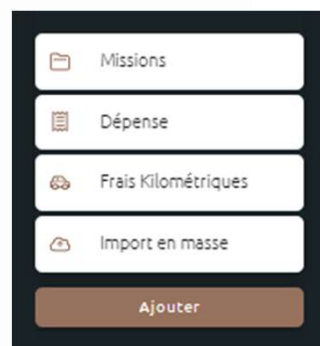 Missions
Dépense
Frais Kilométriques
Import en masse
Ajouter